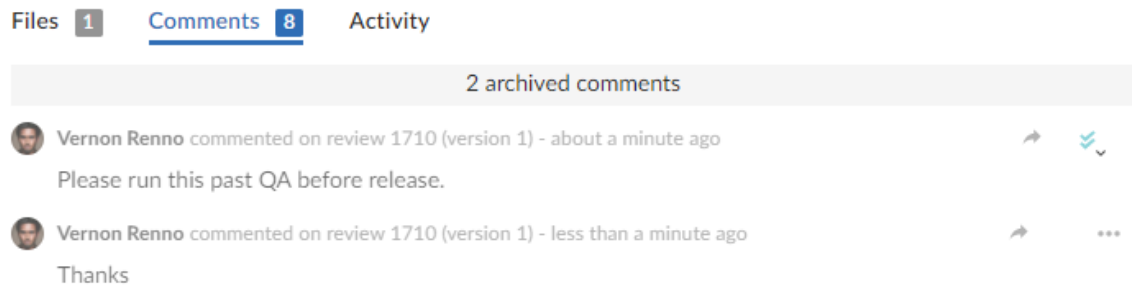 Files 1 Comments 8 Activity
2 archived comments
Vernon Renno commented on review 1710 (version 1) - about a minute ago
Please run this past QA before release.
Vernon Renno commented on review 1710 (version 1) - less than a minute ago
Thanks